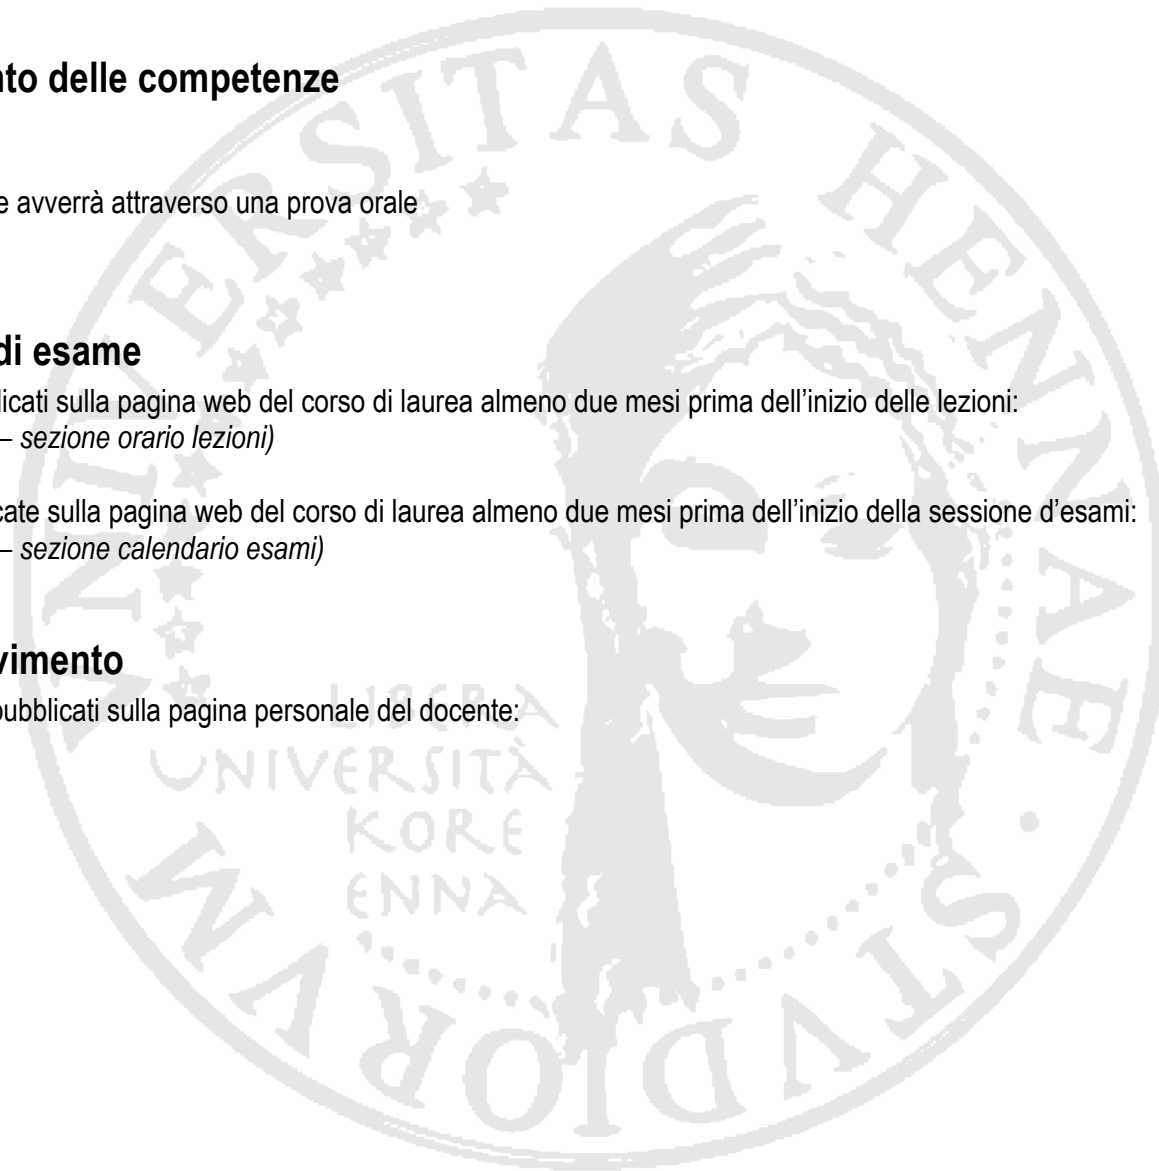 nto delle competenze
e avverrà attraverso una prova orale
di esame
licati sulla pagina web del corso di laurea almeno due mesi prima dell’inizio delle lezioni:
– sezione orario lezioni)
cate sulla pagina web del corso di laurea almeno due mesi prima dell’inizio della sessione d’esami:
– sezione calendario esami)
vimento
pubblicati sulla pagina personale del docente:
LIBERA
UNIVERSITÀ
KORE
ENNA
VNIVERSITAS HENNAE · STVDIORVM